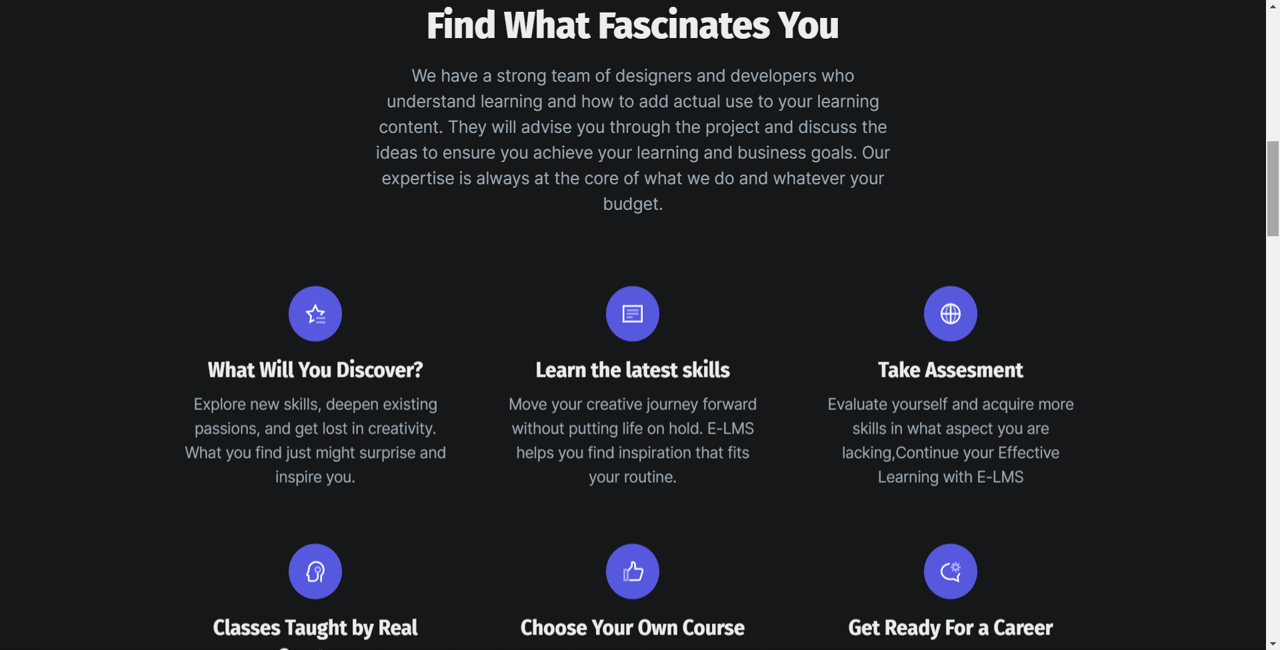 Find What Fascinates You
We have a strong team of designers and developers who
understand learning and how to add actual use to your learning
content. They will advise you through the project and discuss the
ideas to ensure you achieve your learning and business goals. Our
expertise is always at the core of what we do and whatever your
budget.
What Will You Discover?
Explore new skills, deepen existing
passions, and get lost in creativity.
What you find just might surprise and
inspire you.
Learn the latest skills
Move your creative journey forward
without putting life on hold. E-LMS
helps you find inspiration that fits
your routine.
Take Assesment
Evaluate yourself and acquire more
skills in what aspect you are
lacking,Continue your Effective
Learning with E-LMS
Classes Taught by Real
Choose Your Own Course
Get Ready For a Career